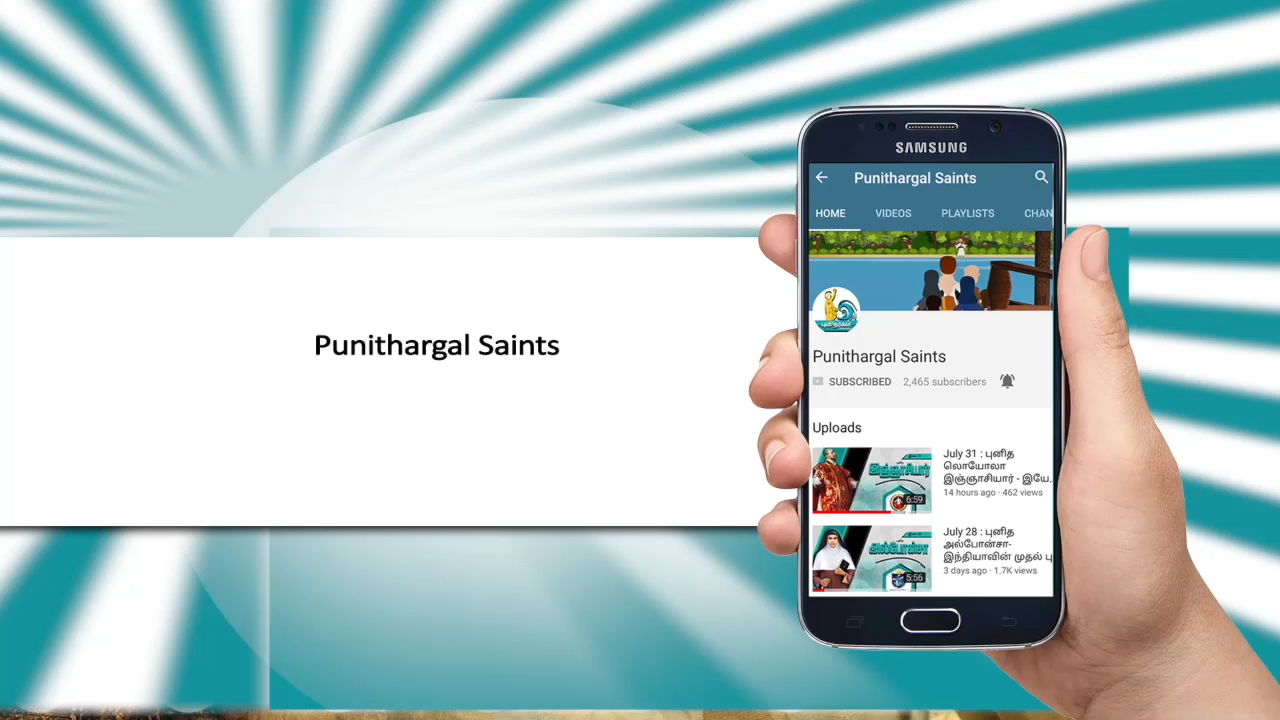 Punithargal Saints
SAMSUNG
Punithargal Saints
HOME VIDEOS PLAYLISTS CHAN
Punithargal Saints
SUBSCRIBED 2,465 subscribers
Uploads
இஞ்ஞாசியார்
6:59
July 31 : புனித
லொயோலா
இஞ்ஞாசியார் - இயே..
14 hours ago · 462 views
அல்போன்சா
5:56
July 28 : புனித
அல்போன்சா-
இந்தியாவின் முதல் பு
3 days ago · 1.7K views